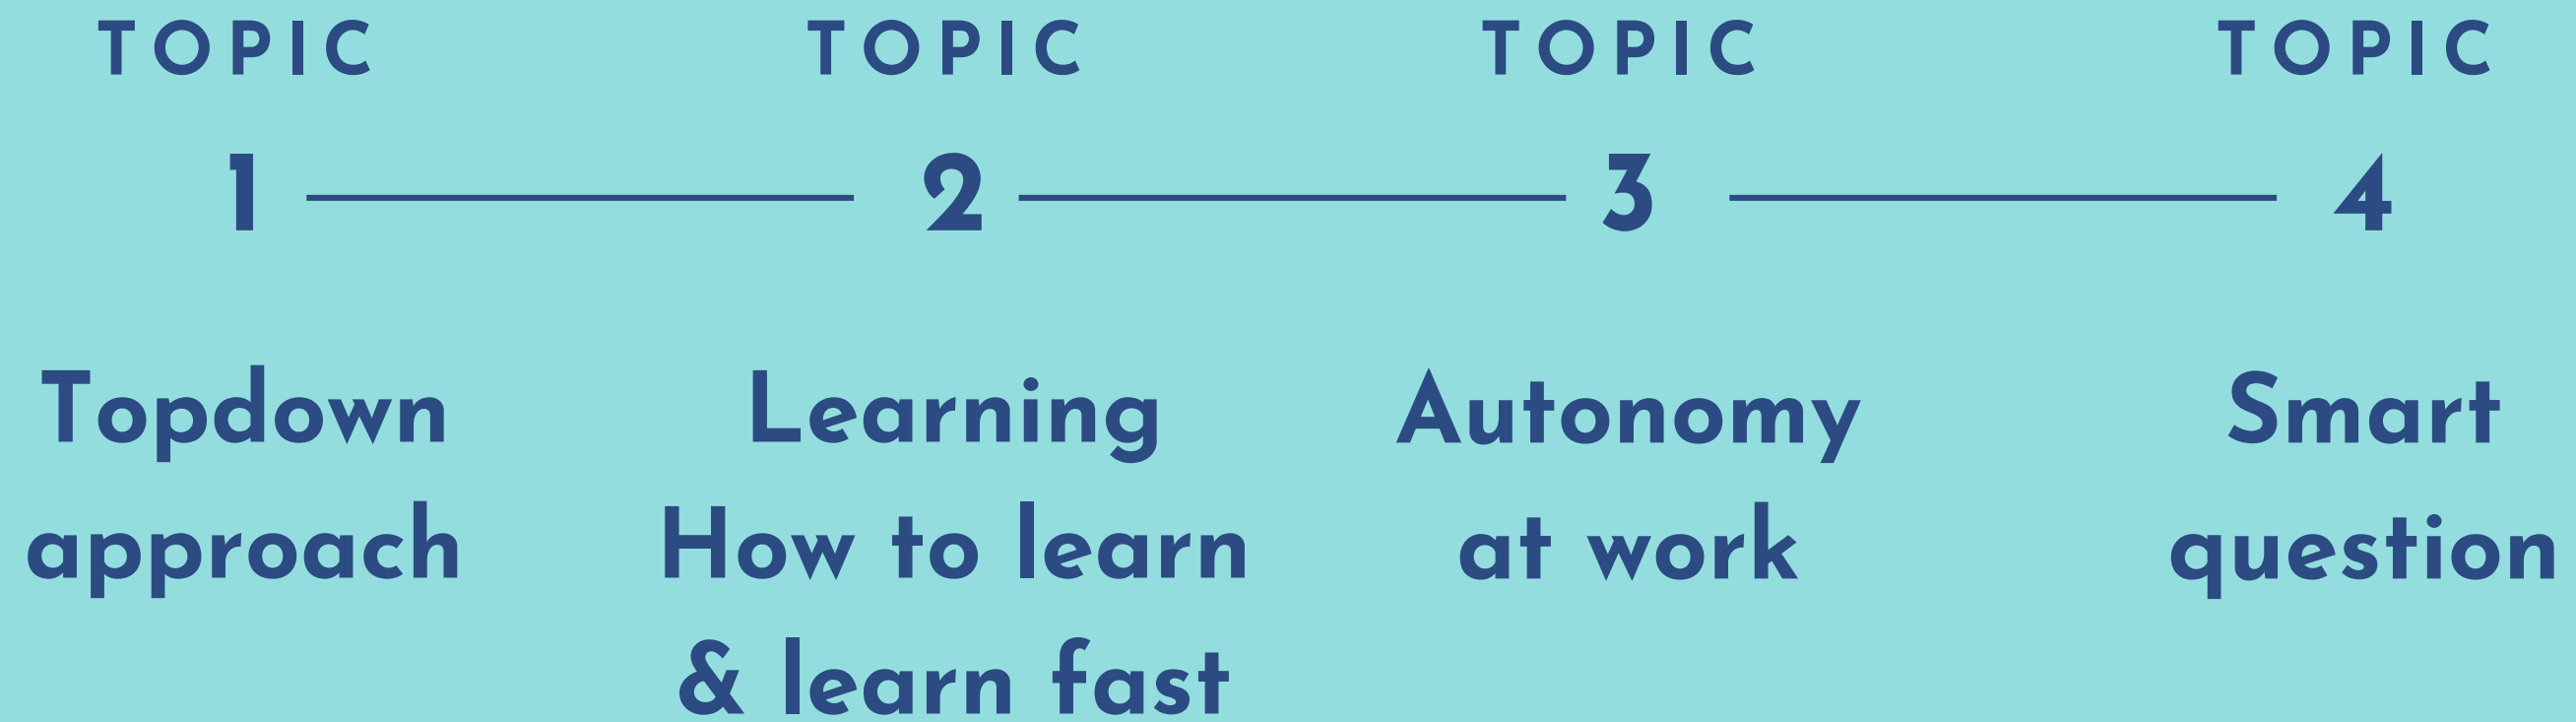 TOPIC TOPIC TOPIC TOPIC
1 2 3 4
Topdown
approach
Learning
How to learn
& learn fast
Autonomy
at work
Smart
question